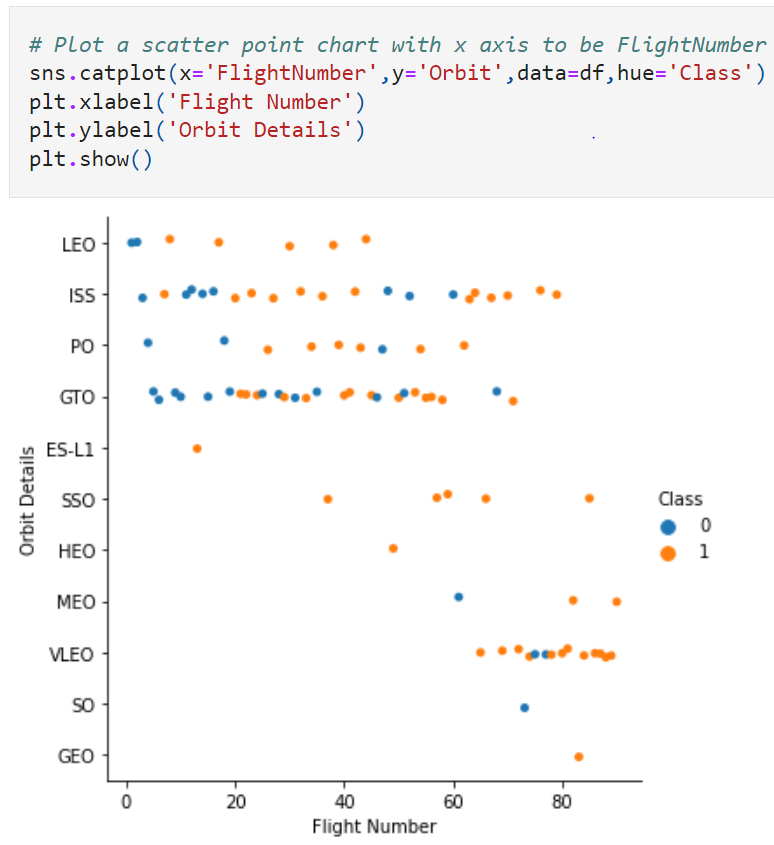 # Plot a scatter point chart with x axis to be FlightNumber
sns.catplot(x='FlightNumber',y='Orbit',data=df,hue='Class')
plt.xlabel('Flight Number')
plt.ylabel('Orbit Details')
plt.show()
LEO
ISS
PO
GTO
ES-L1
SSO
HEO
MEO
VLEO
SO
GEO
Orbit Details
0 20 40 60 80
Flight Number
Class
0
1